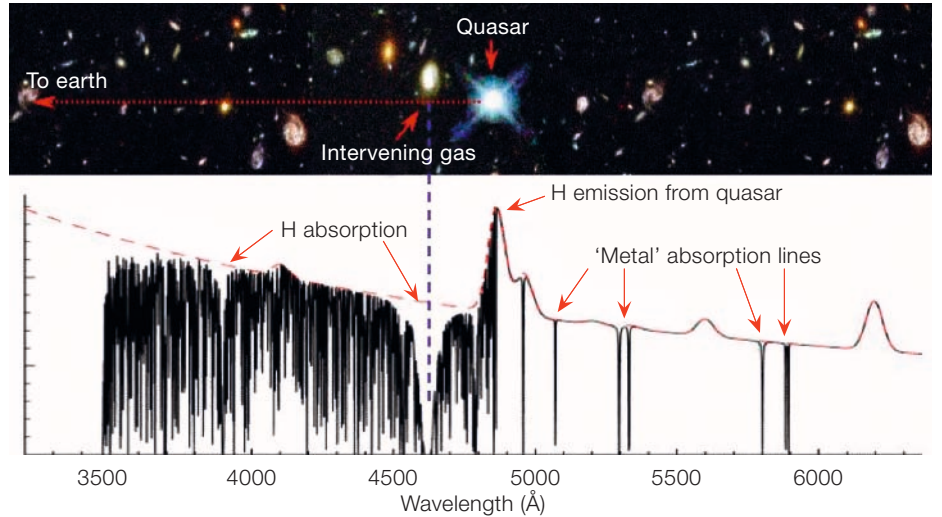 Quasar
To earth
Intervening gas
H emission from quasar
H absorption
'Metal' absorption lines
3500 4000 4500 5000 5500 6000
Wavelength (Å)